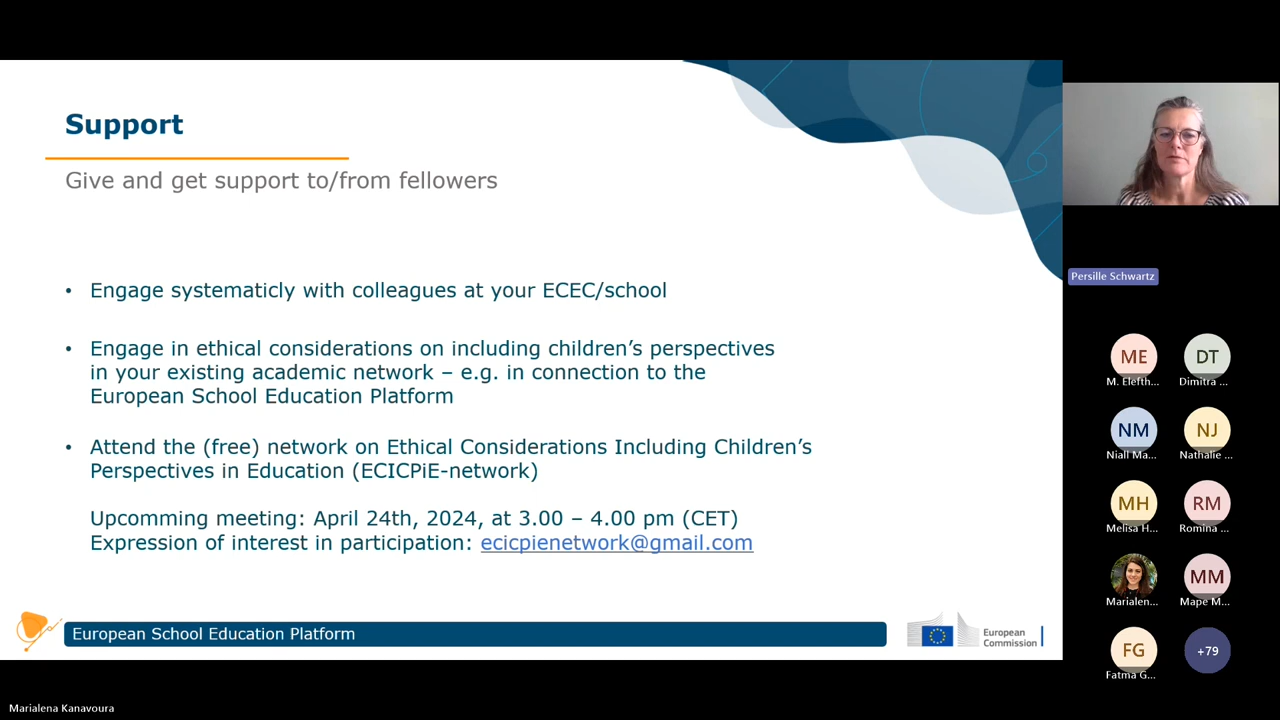 Support
Give and get support to/from fellowers
• Engage systematicly with colleagues at your ECEC/school
• Engage in ethical considerations on including children’s perspectives
in your existing academic network – e.g. in connection to the
European School Education Platform
• Attend the (free) network on Ethical Considerations Including Children’s
Perspectives in Education (ECICPiE-network)
Upcomming meeting: April 24th, 2024, at 3.00 – 4.00 pm (CET)
Expression of interest in participation: ecicpienetwork@gmail.com
European School Education Platform
European
Commission
Persille Schwartz
ME
DT
M. Elefth...
Dimitra ...
NM
NJ
Niall Ma...
Nathalie ...
MH
RM
Melisa H...
Romina ...
MM
Marialen...
Mape M...
FG
+79
Fatma G...
Marialena Kanavoura